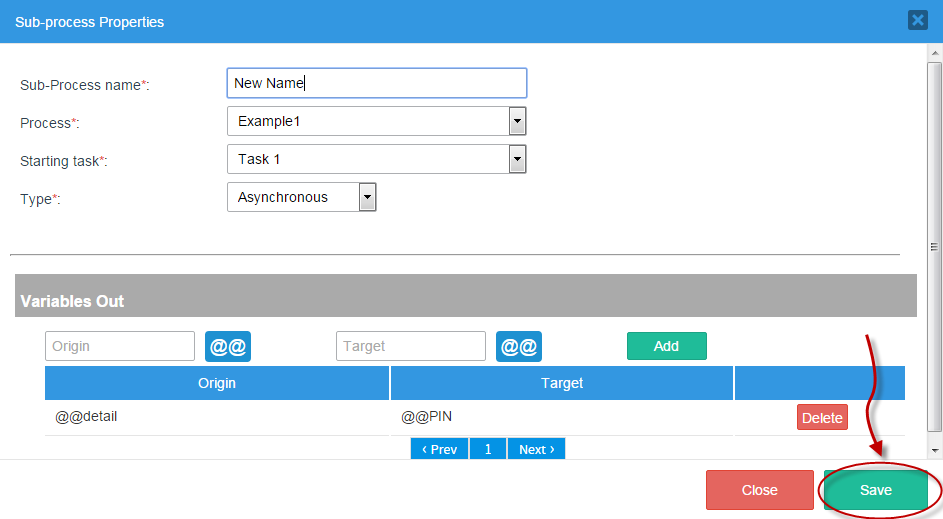 Sub-process Properties
Sub-Process name*: New Name
Process*: Example1
Starting task*: Task 1
Type*: Asynchronous
Variables Out
Origin @@ Target @@ Add
Origin Target
@@detail @@PIN Delete
‹ Prev 1 Next ›
Close Save